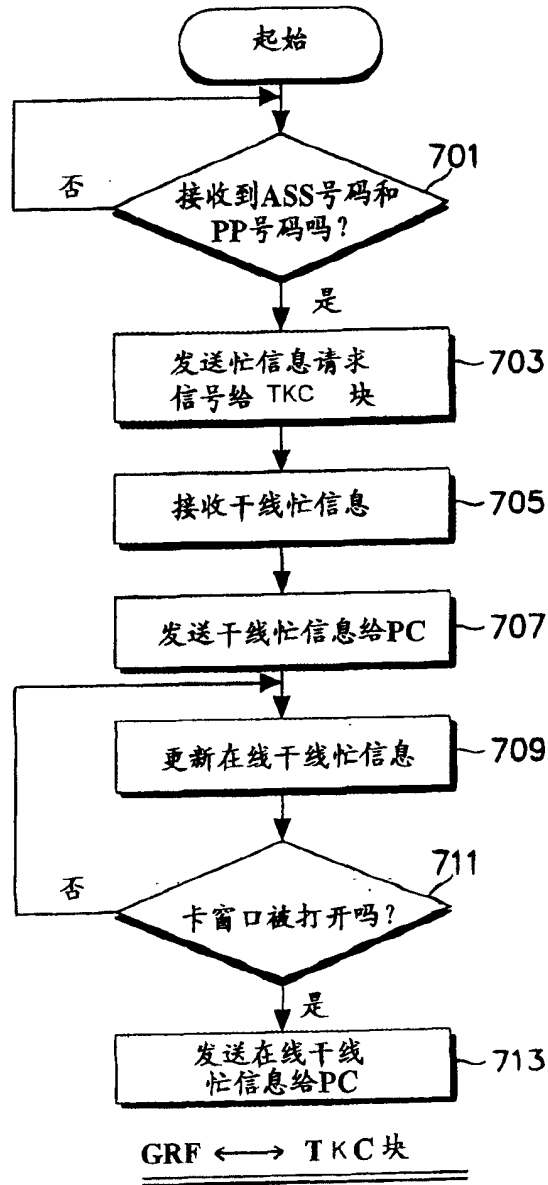 起始
701
否
接收到ASS号码和
PP号码吗？
是
发送忙信息请求
信号给 TKC 块
703
接收干线忙信息
705
发送干线忙信息给PC
707
更新在线干线忙信息
709
711
否
卡窗口被打开吗？
是
发送在线干线
忙信息给PC
713
GRF ⟷ TKC块